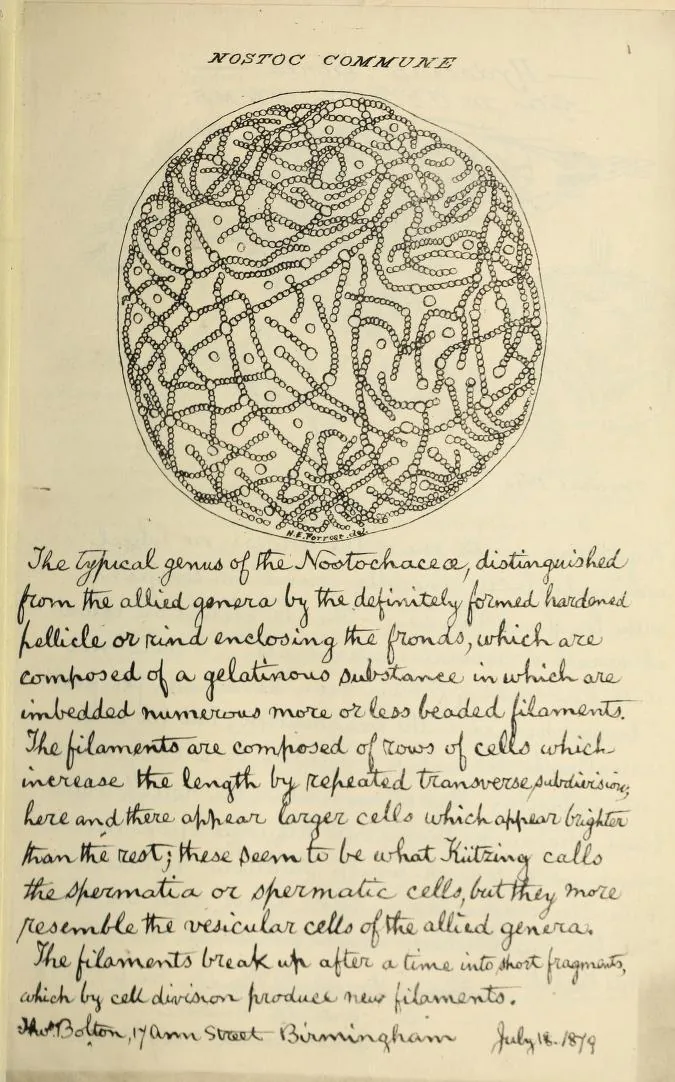 NOSTOC COMMUNE
1
N.E. Forrest. del.
The typical genus of the Nostochaceæ, distinguished
from the allied genera by the definitely formed hardened
pellicle or rind enclosing the fronds, which are
composed of a gelatinous substance in which are
imbedded numerous more or less beaded filaments.
The filaments are composed of rows of cells which
increase the length by repeated transverse subdivision;
here and there appear larger cells which appear brighter
than the rest; these seem to be what Kützing calls
the spermatia or spermatic cells, but they more
resemble the vesicular cells of the allied genera.
The filaments break up after a time into short fragments,
which by cell division produce new filaments.
Thos. Bolton, 17 Ann Street Birmingham July 18. 1879